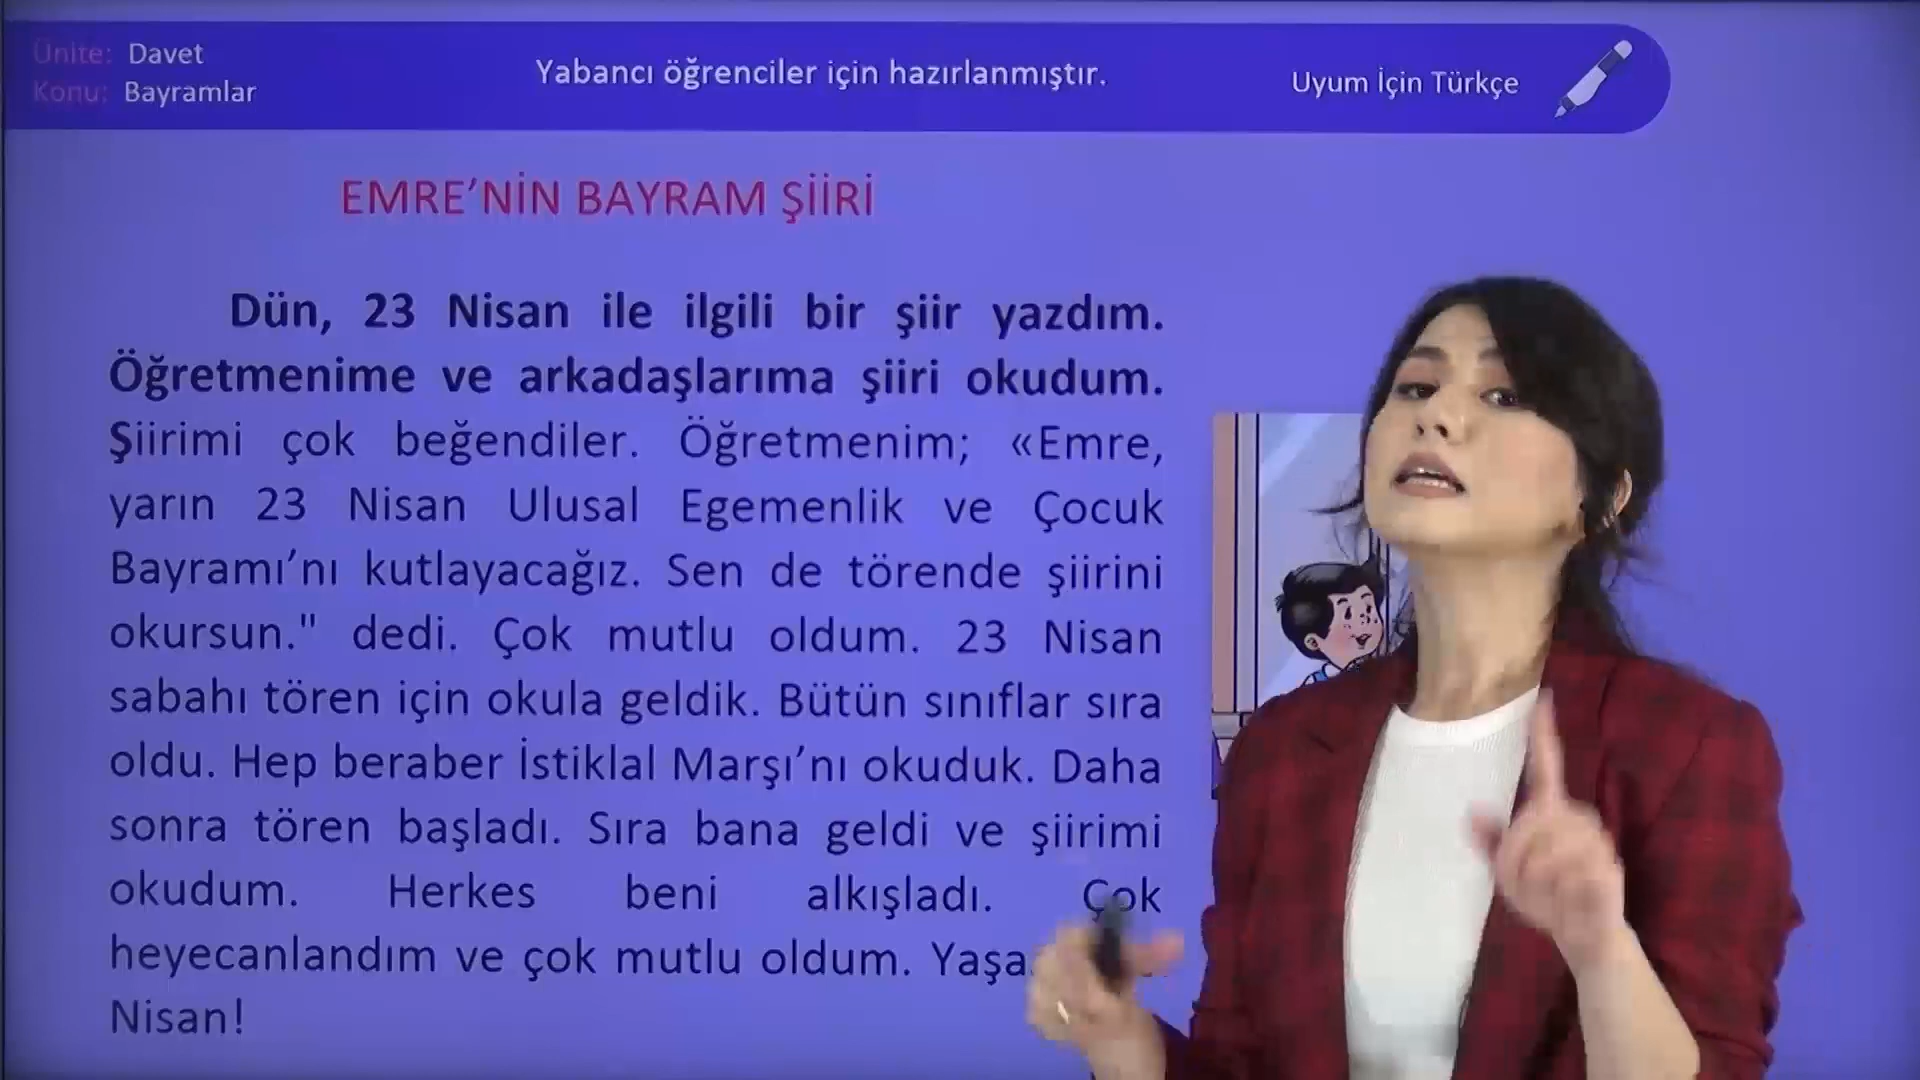 Ünite: Davet
Konu: Bayramlar
Yabancı öğrenciler için hazırlanmıştır.
Uyum İçin Türkçe
EMRE’NİN BAYRAM ŞİİRİ
Dün, 23 Nisan ile ilgili bir şiir yazdım.
Öğretmenime ve arkadaşlarıma şiiri okudum.
Şiirimi çok beğendiler. Öğretmenim; «Emre,
yarın 23 Nisan Ulusal Egemenlik ve Çocuk
Bayramı’nı kutlayacağız. Sen de törende şiirini
okursun." dedi. Çok mutlu oldum. 23 Nisan
sabahı tören için okula geldik. Bütün sınıflar sıra
oldu. Hep beraber İstiklal Marşı’nı okuduk. Daha
sonra tören başladı. Sıra bana geldi ve şiirimi
okudum. Herkes beni alkışladı. Çok
heyecanlandım ve çok mutlu oldum.
Nisan!